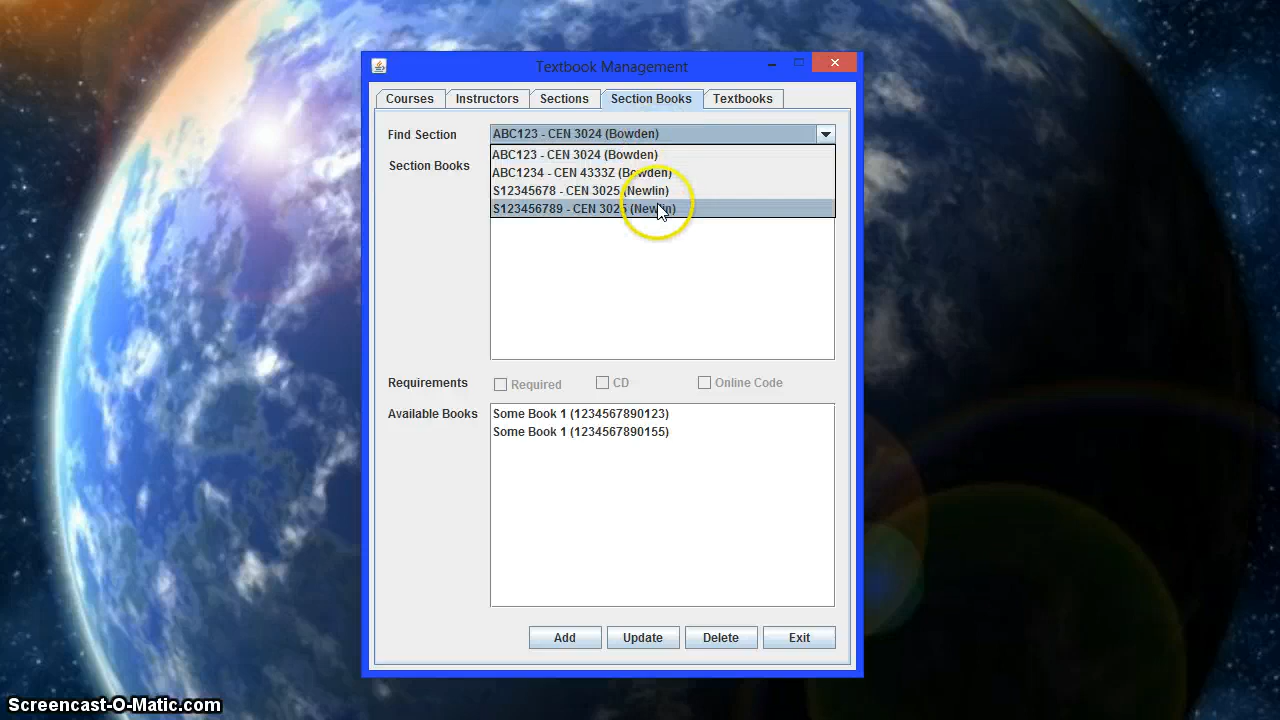 Textbook Management
Courses Instructors Sections Section Books Textbooks
Find Section ABC123 - CEN 3024 (Bowden)
ABC123 - CEN 3024 (Bowden)
Section Books
ABC1234 - CEN 4333Z (Bowden)
S12345678 - CEN 3025 (Newlin)
S123456789 - CEN 3025 (Newlin)
Requirements Required CD Online Code
Available Books Some Book 1 (1234567890123)
Some Book 1 (1234567890155)
Add Update Delete Exit
Screencast-O-Matic.com